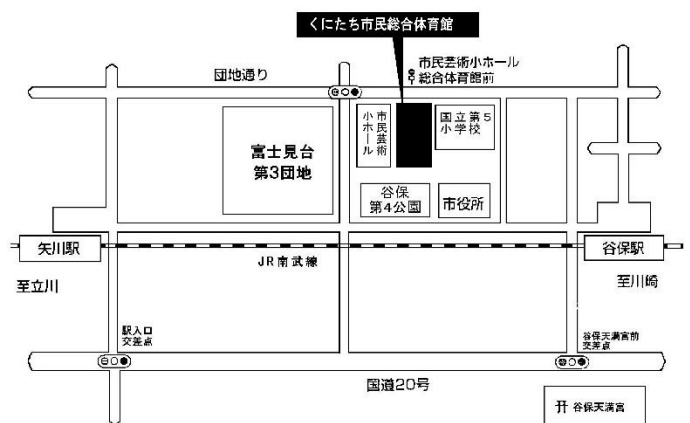 くにたち市民総合体育館
団地通り
市民芸術小ホール
総合体育館前
市民芸術
小ホール
国立第5
小学校
富士見台
第3団地
谷保
第4公園
市役所
矢川駅
谷保駅
JR南武線
至立川
至川崎
駅入口
交差点
谷保天満宮前
交差点
国道20号
谷保天満宮